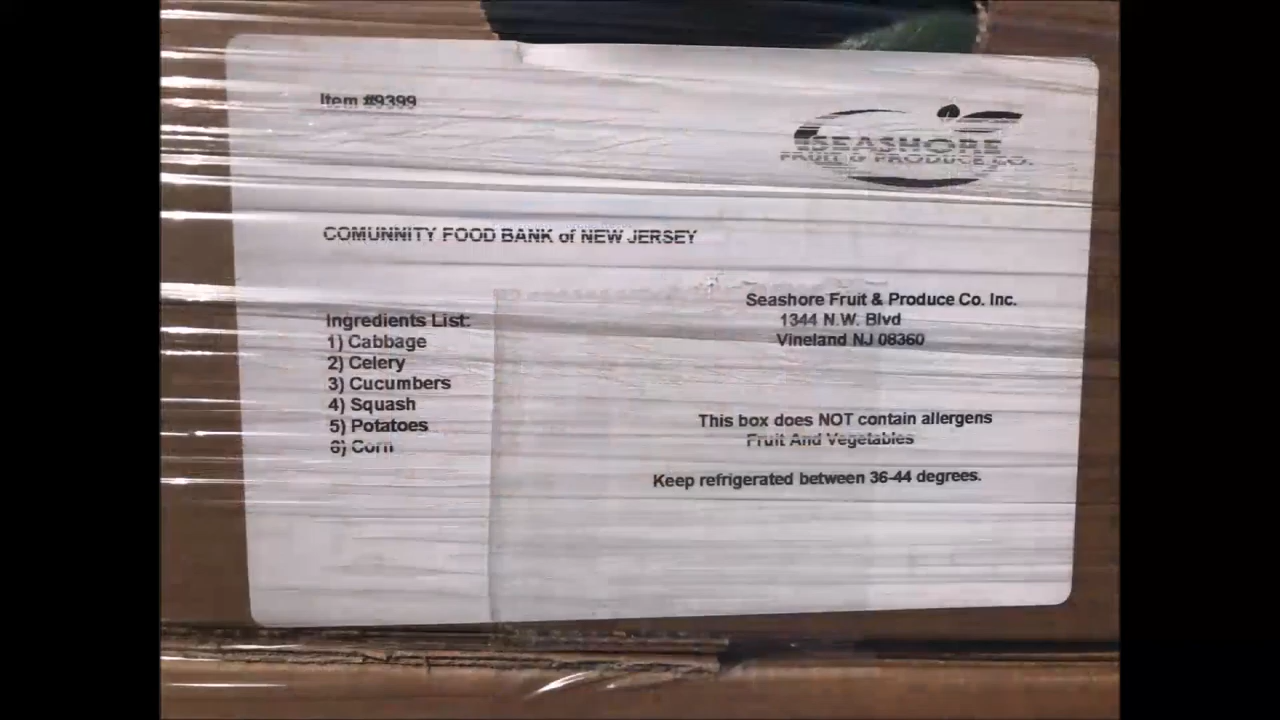 Item #9399
SEASHORE
FRUIT & PRODUCE CO.
COMUNNITY FOOD BANK of NEW JERSEY
Seashore Fruit & Produce Co. Inc.
1344 N.W. Blvd
Vineland NJ 08360
Ingredients List:
1) Cabbage
2) Celery
3) Cucumbers
4) Squash
5) Potatoes
6) Corn
This box does NOT contain allergens
Fruit And Vegetables
Keep refrigerated between 36-44 degrees.